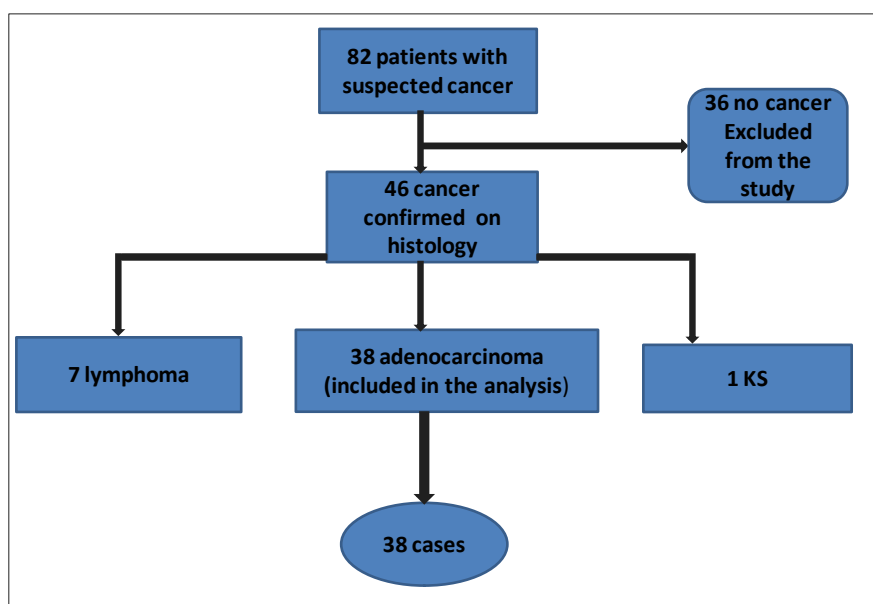 82 patients with
suspected cancer
36 no cancer
Excluded
from the
study
46 cancer
confirmed on
histology
7 lymphoma
38 adenocarcinoma
(included in the analysis)
1 KS
38 cases